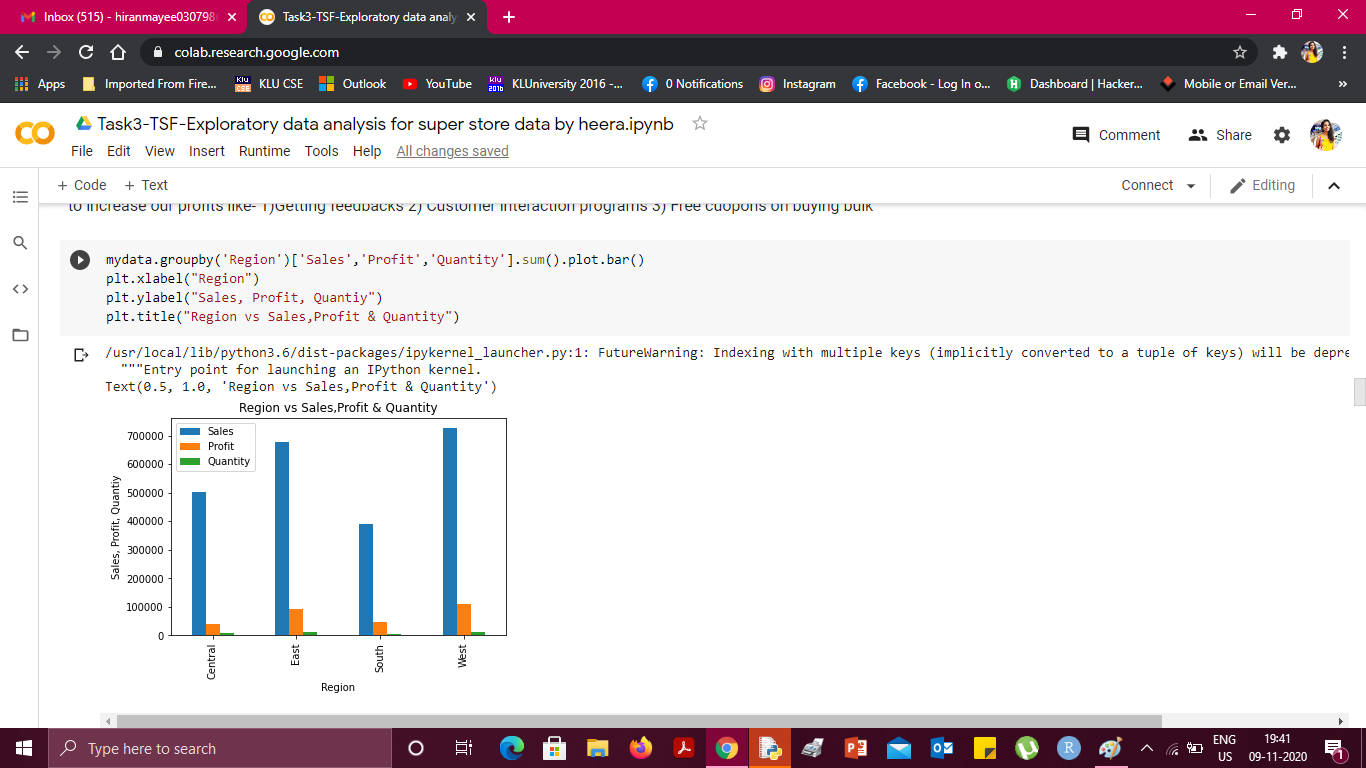 Inbox (515) - hiranmayee030798
Task3-TSF-Exploratory data analy
colab.research.google.com
Apps
Imported From Fire...
KLU CSE
Outlook
YouTube
KLUniversity 2016 -...
0 Notifications
Instagram
Facebook - Log In o...
Dashboard | Hacker...
Mobile or Email Ver...
»
Task3-TSF-Exploratory data analysis for super store data by heera.ipynb
Comment
Share
File Edit View Insert Runtime Tools Help All changes saved
+ Code + Text
Connect
Editing
to increase our profits like- 1)Getting feedbacks 2) Customer interaction programs 3) Free cuopons on buying bulk
mydata.groupby('Region')['Sales','Profit','Quantity'].sum().plot.bar()
plt.xlabel("Region")
plt.ylabel("Sales, Profit, Quantiy")
plt.title("Region vs Sales,Profit & Quantity")
/usr/local/lib/python3.6/dist-packages/ipykernel_launcher.py:1: FutureWarning: Indexing with multiple keys (implicitly converted to a tuple of keys) will be depre
"""Entry point for launching an IPython kernel.
Text(0.5, 1.0, 'Region vs Sales,Profit & Quantity')
Region vs Sales,Profit & Quantity
Sales
Profit
Quantity
700000
600000
500000
400000
300000
200000
100000
0
Sales, Profit, Quantiy
Central
East
South
West
Region
Type here to search
ENG
US
19:41
09-11-2020
1